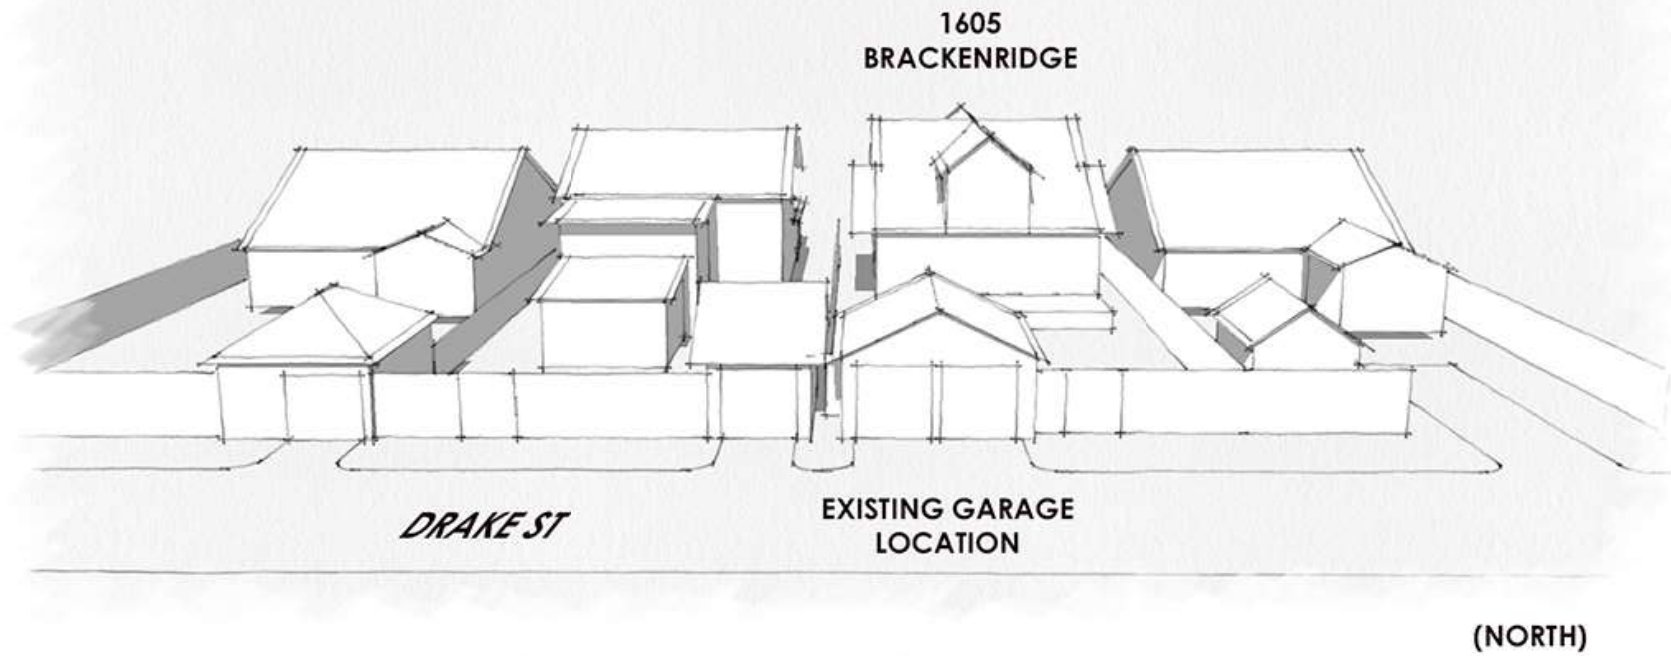 1605
BRACKENRIDGE
DRAKE ST
EXISTING GARAGE
LOCATION
(NORTH)